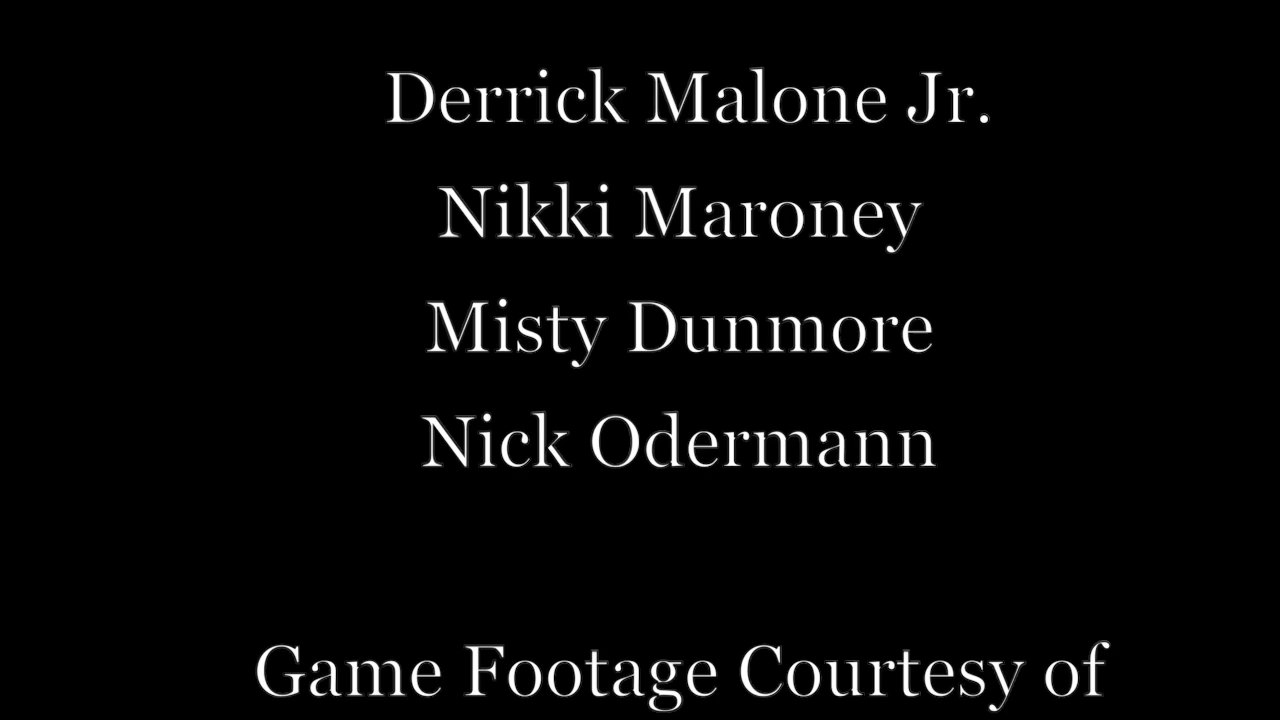 Derrick Malone Jr.
Nikki Maroney
Misty Dunmore
Nick Odermann
Game Footage Courtesy of